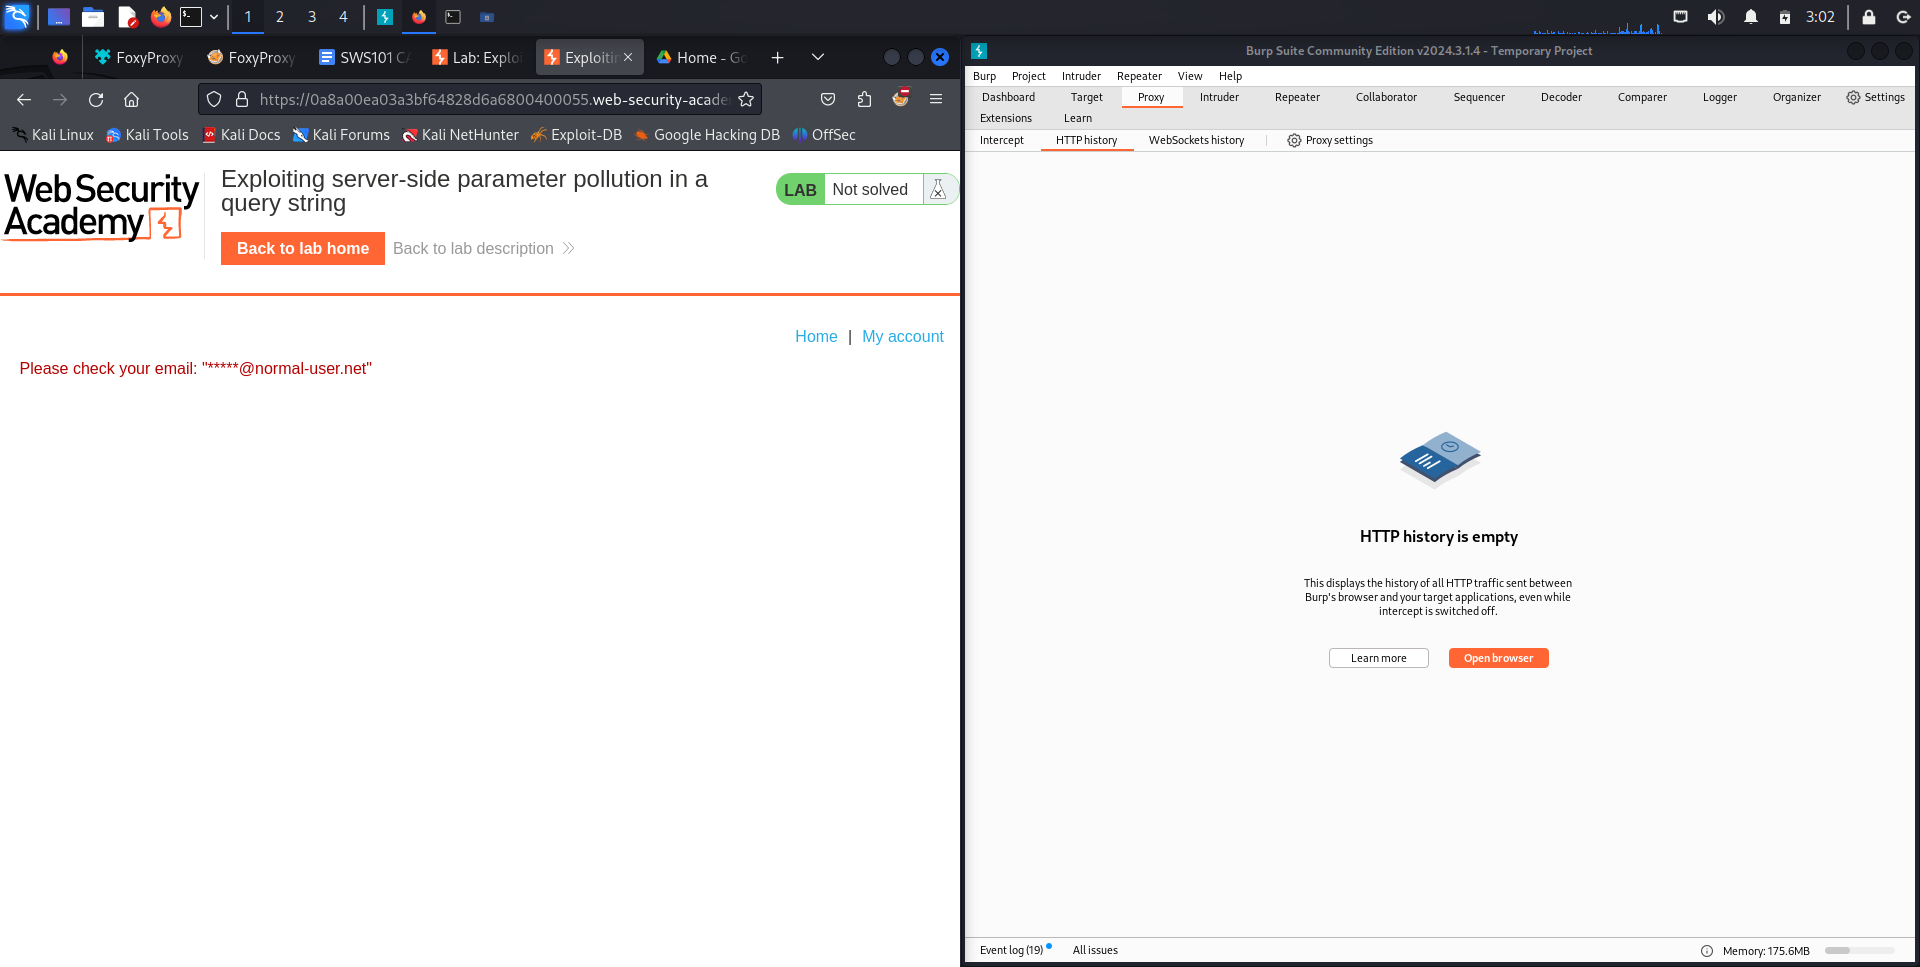 1 2 3 4 3:02
FoxyProxy FoxyProxy SWS101 CA Lab: Exploi Exploitin Home - Go
Burp Suite Community Edition v2024.3.1.4 - Temporary Project
https://0a8a00ea03a3bf64828d6a6800400055.web-security-acade
Kali Linux Kali Tools Kali Docs Kali Forums Kali NetHunter Exploit-DB Google Hacking DB OffSec
Web Security
Academy
Exploiting server-side parameter pollution in a
query string
LAB Not solved
Back to lab home Back to lab description
Home | My account
Please check your email: "*****@normal-user.net"
Burp Project Intruder Repeater View Help
Dashboard Target Proxy Intruder Repeater Collaborator Sequencer Decoder Comparer Logger Organizer Settings
Extensions Learn
Intercept HTTP history WebSockets history Proxy settings
HTTP history is empty
This displays the history of all HTTP traffic sent between
Burp's browser and your target applications, even while
intercept is switched off.
Learn more Open browser
Event log (19) All issues Memory: 175.6MB